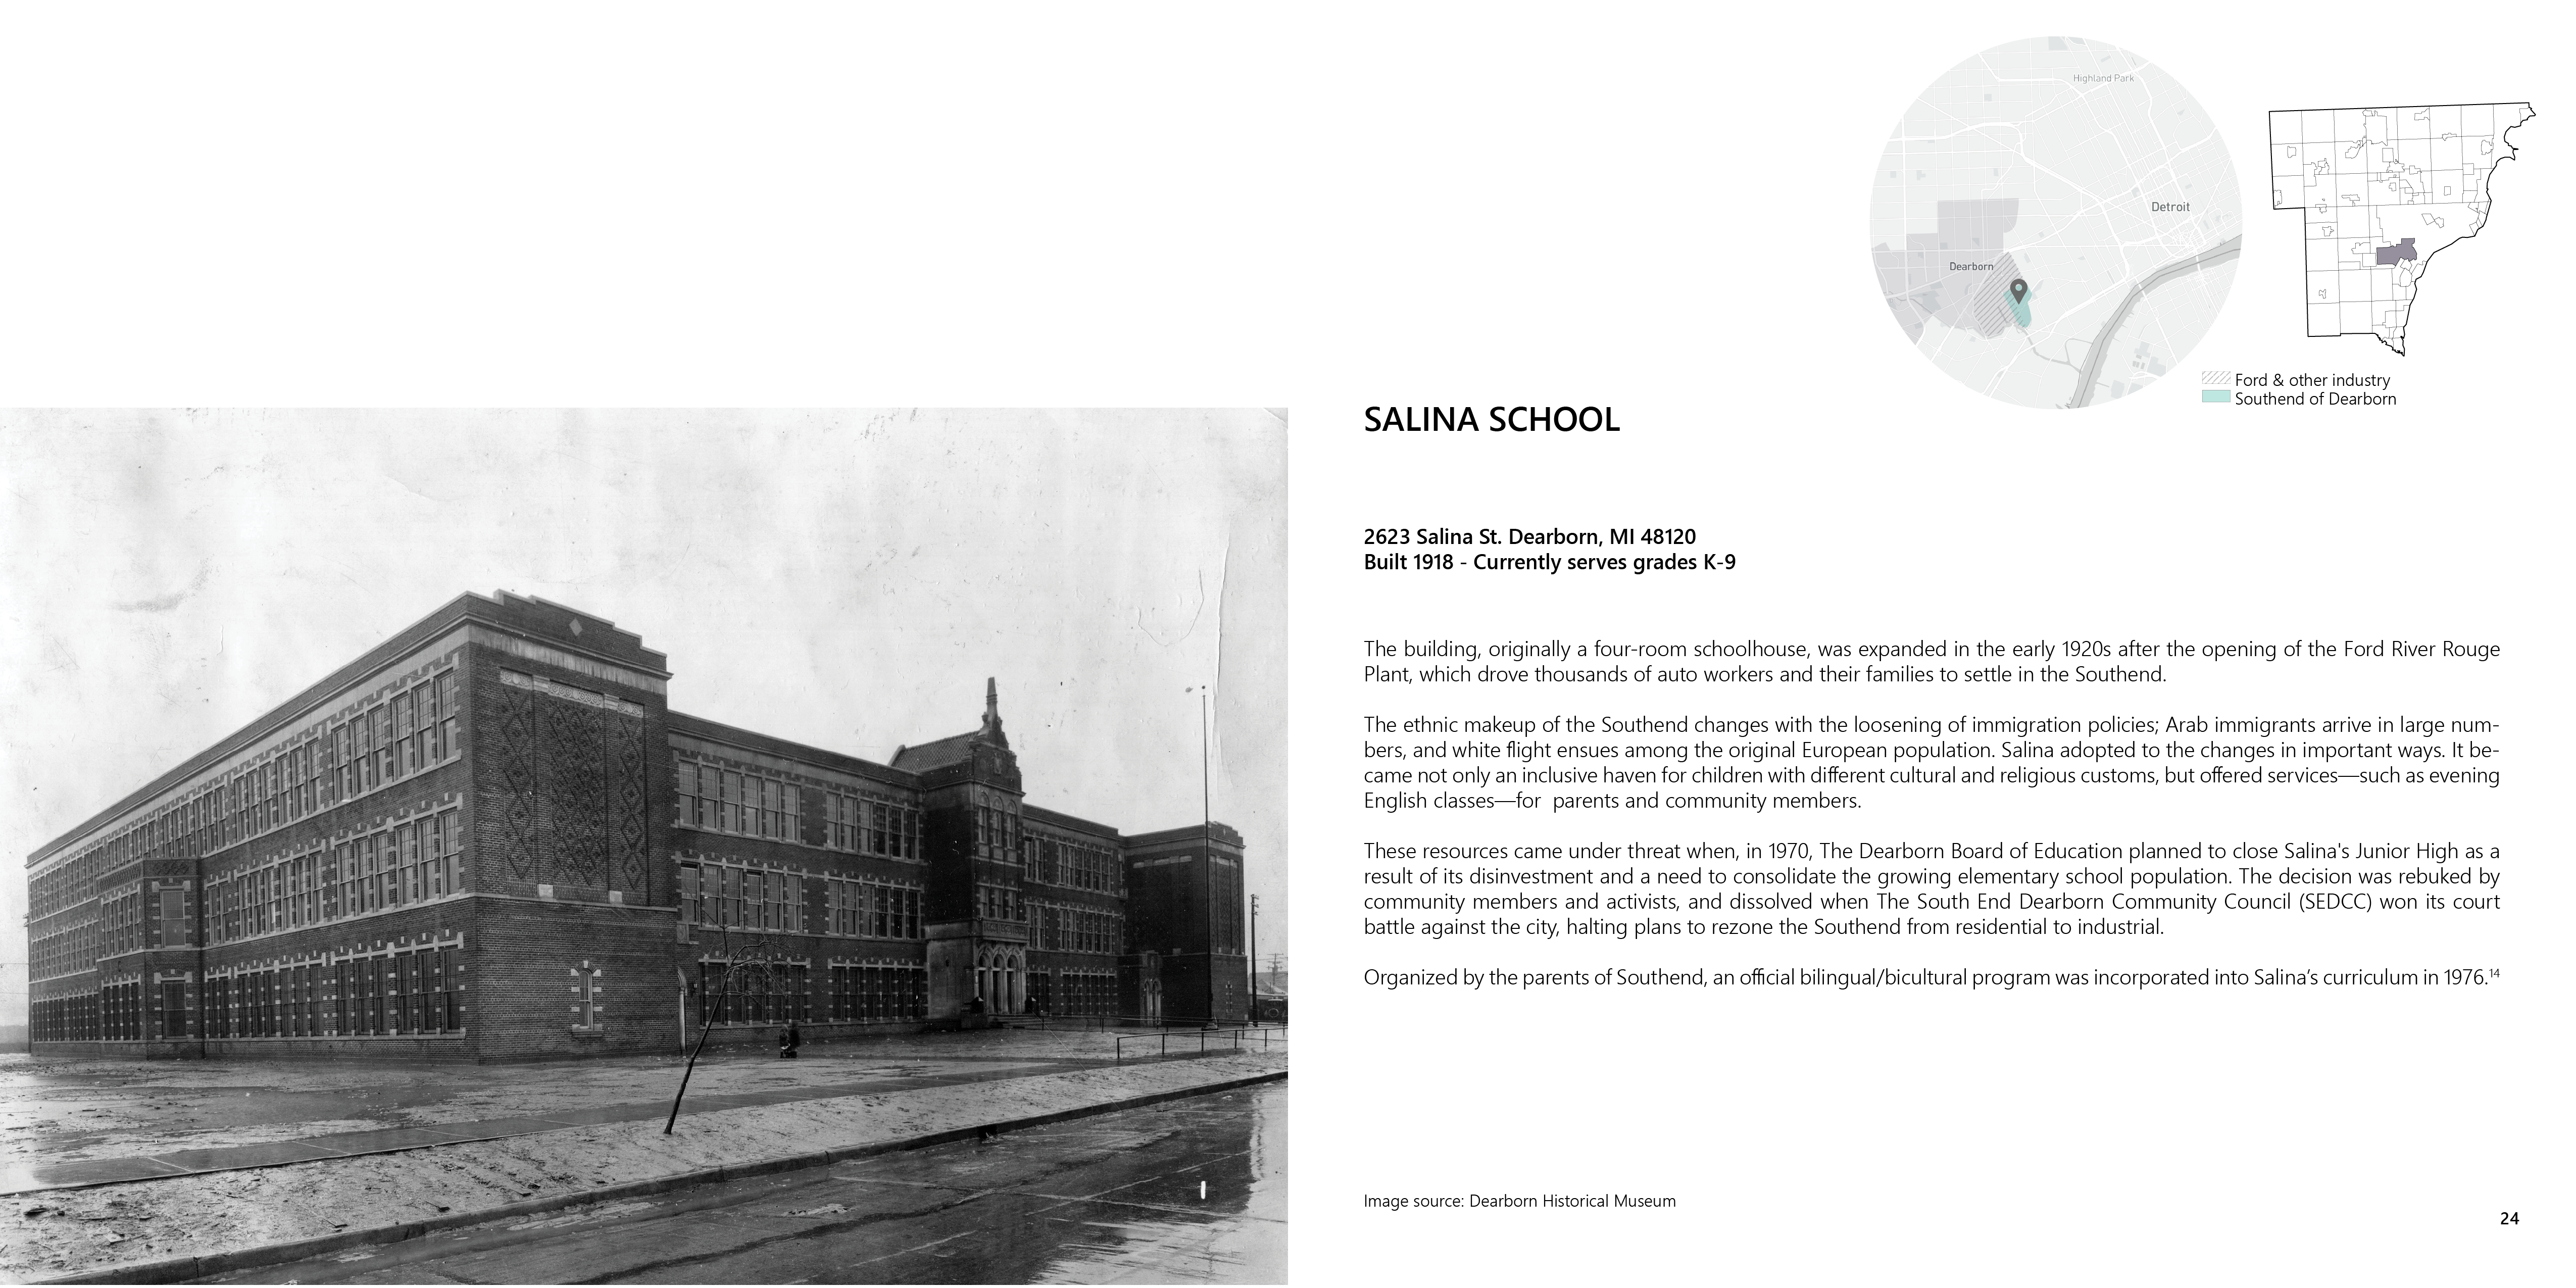 Highland Park
Detroit
Dearborn
Ford & other industry
Southend of Dearborn
SALINA SCHOOL
2623 Salina St. Dearborn, MI 48120
Built 1918 - Currently serves grades K-9
The building, originally a four-room schoolhouse, was expanded in the early 1920s after the opening of the Ford River Rouge
Plant, which drove thousands of auto workers and their families to settle in the Southend.
The ethnic makeup of the Southend changes with the loosening of immigration policies; Arab immigrants arrive in large num-
bers, and white flight ensues among the original European population. Salina adopted to the changes in important ways. It be-
came not only an inclusive haven for children with different cultural and religious customs, but offered services—such as evening
English classes—for  parents and community members.
These resources came under threat when, in 1970, The Dearborn Board of Education planned to close Salina's Junior High as a
result of its disinvestment and a need to consolidate the growing elementary school population. The decision was rebuked by
community members and activists, and dissolved when The South End Dearborn Community Council (SEDCC) won its court
battle against the city, halting plans to rezone the Southend from residential to industrial.
Organized by the parents of Southend, an official bilingual/bicultural program was incorporated into Salina’s curriculum in 1976.¹⁴
Image source: Dearborn Historical Museum
24